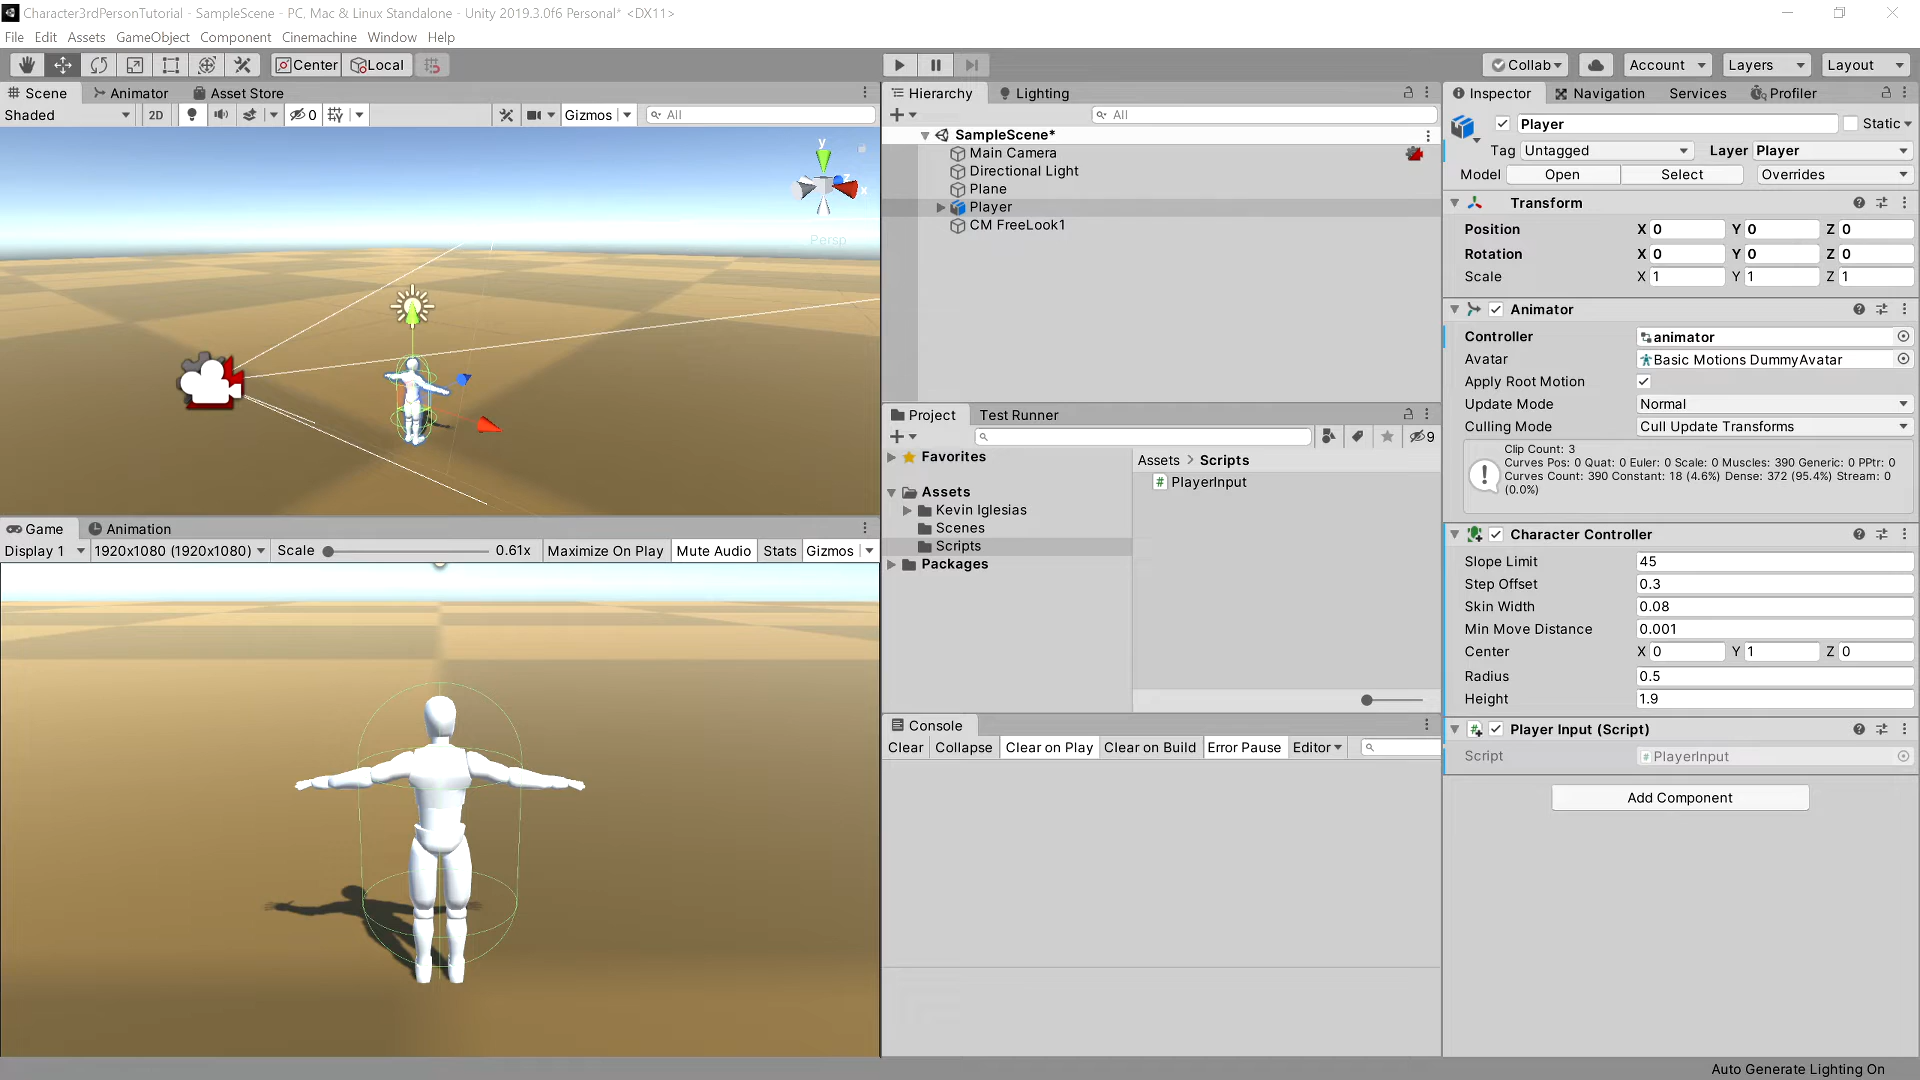 Character3rdPersonTutorial - SampleScene - PC, Mac & Linux Standalone - Unity 2019.3.0f6 Personal* <DX11>
File Edit Assets GameObject Component Cinemachine Window Help
Center Local Collab Account Layers Layout
Scene Animator Asset Store
Shaded 2D 0 Gizmos All
y
x
z
Persp
Game Animation
Display 1 1920x1080 (1920x1080) Scale 0.61x Maximize On Play Mute Audio Stats Gizmos
Hierarchy Lighting
All
SampleScene*
Main Camera
Directional Light
Plane
Player
CM FreeLook1
Project Test Runner
9
Favorites
Assets
Kevin Iglesias
Scenes
Scripts
Packages
Assets > Scripts
# PlayerInput
Console
Clear Collapse Clear on Play Clear on Build Error Pause Editor
Inspector Navigation Services Profiler
Player Static
Tag Untagged Layer Player
Model Open Select Overrides
Transform
Position X 0 Y 0 Z 0
Rotation X 0 Y 0 Z 0
Scale X 1 Y 1 Z 1
Animator
Controller animator
Avatar Basic Motions DummyAvatar
Apply Root Motion
Update Mode Normal
Culling Mode Cull Update Transforms
Clip Count: 3
Curves Pos: 0 Quat: 0 Euler: 0 Scale: 0 Muscles: 390 Generic: 0 PPtr: 0
Curves Count: 390 Constant: 18 (4.6%) Dense: 372 (95.4%) Stream: 0
(0.0%)
Character Controller
Slope Limit 45
Step Offset 0.3
Skin Width 0.08
Min Move Distance 0.001
Center X 0 Y 1 Z 0
Radius 0.5
Height 1.9
# Player Input (Script)
Script # PlayerInput
Add Component
Auto Generate Lighting On